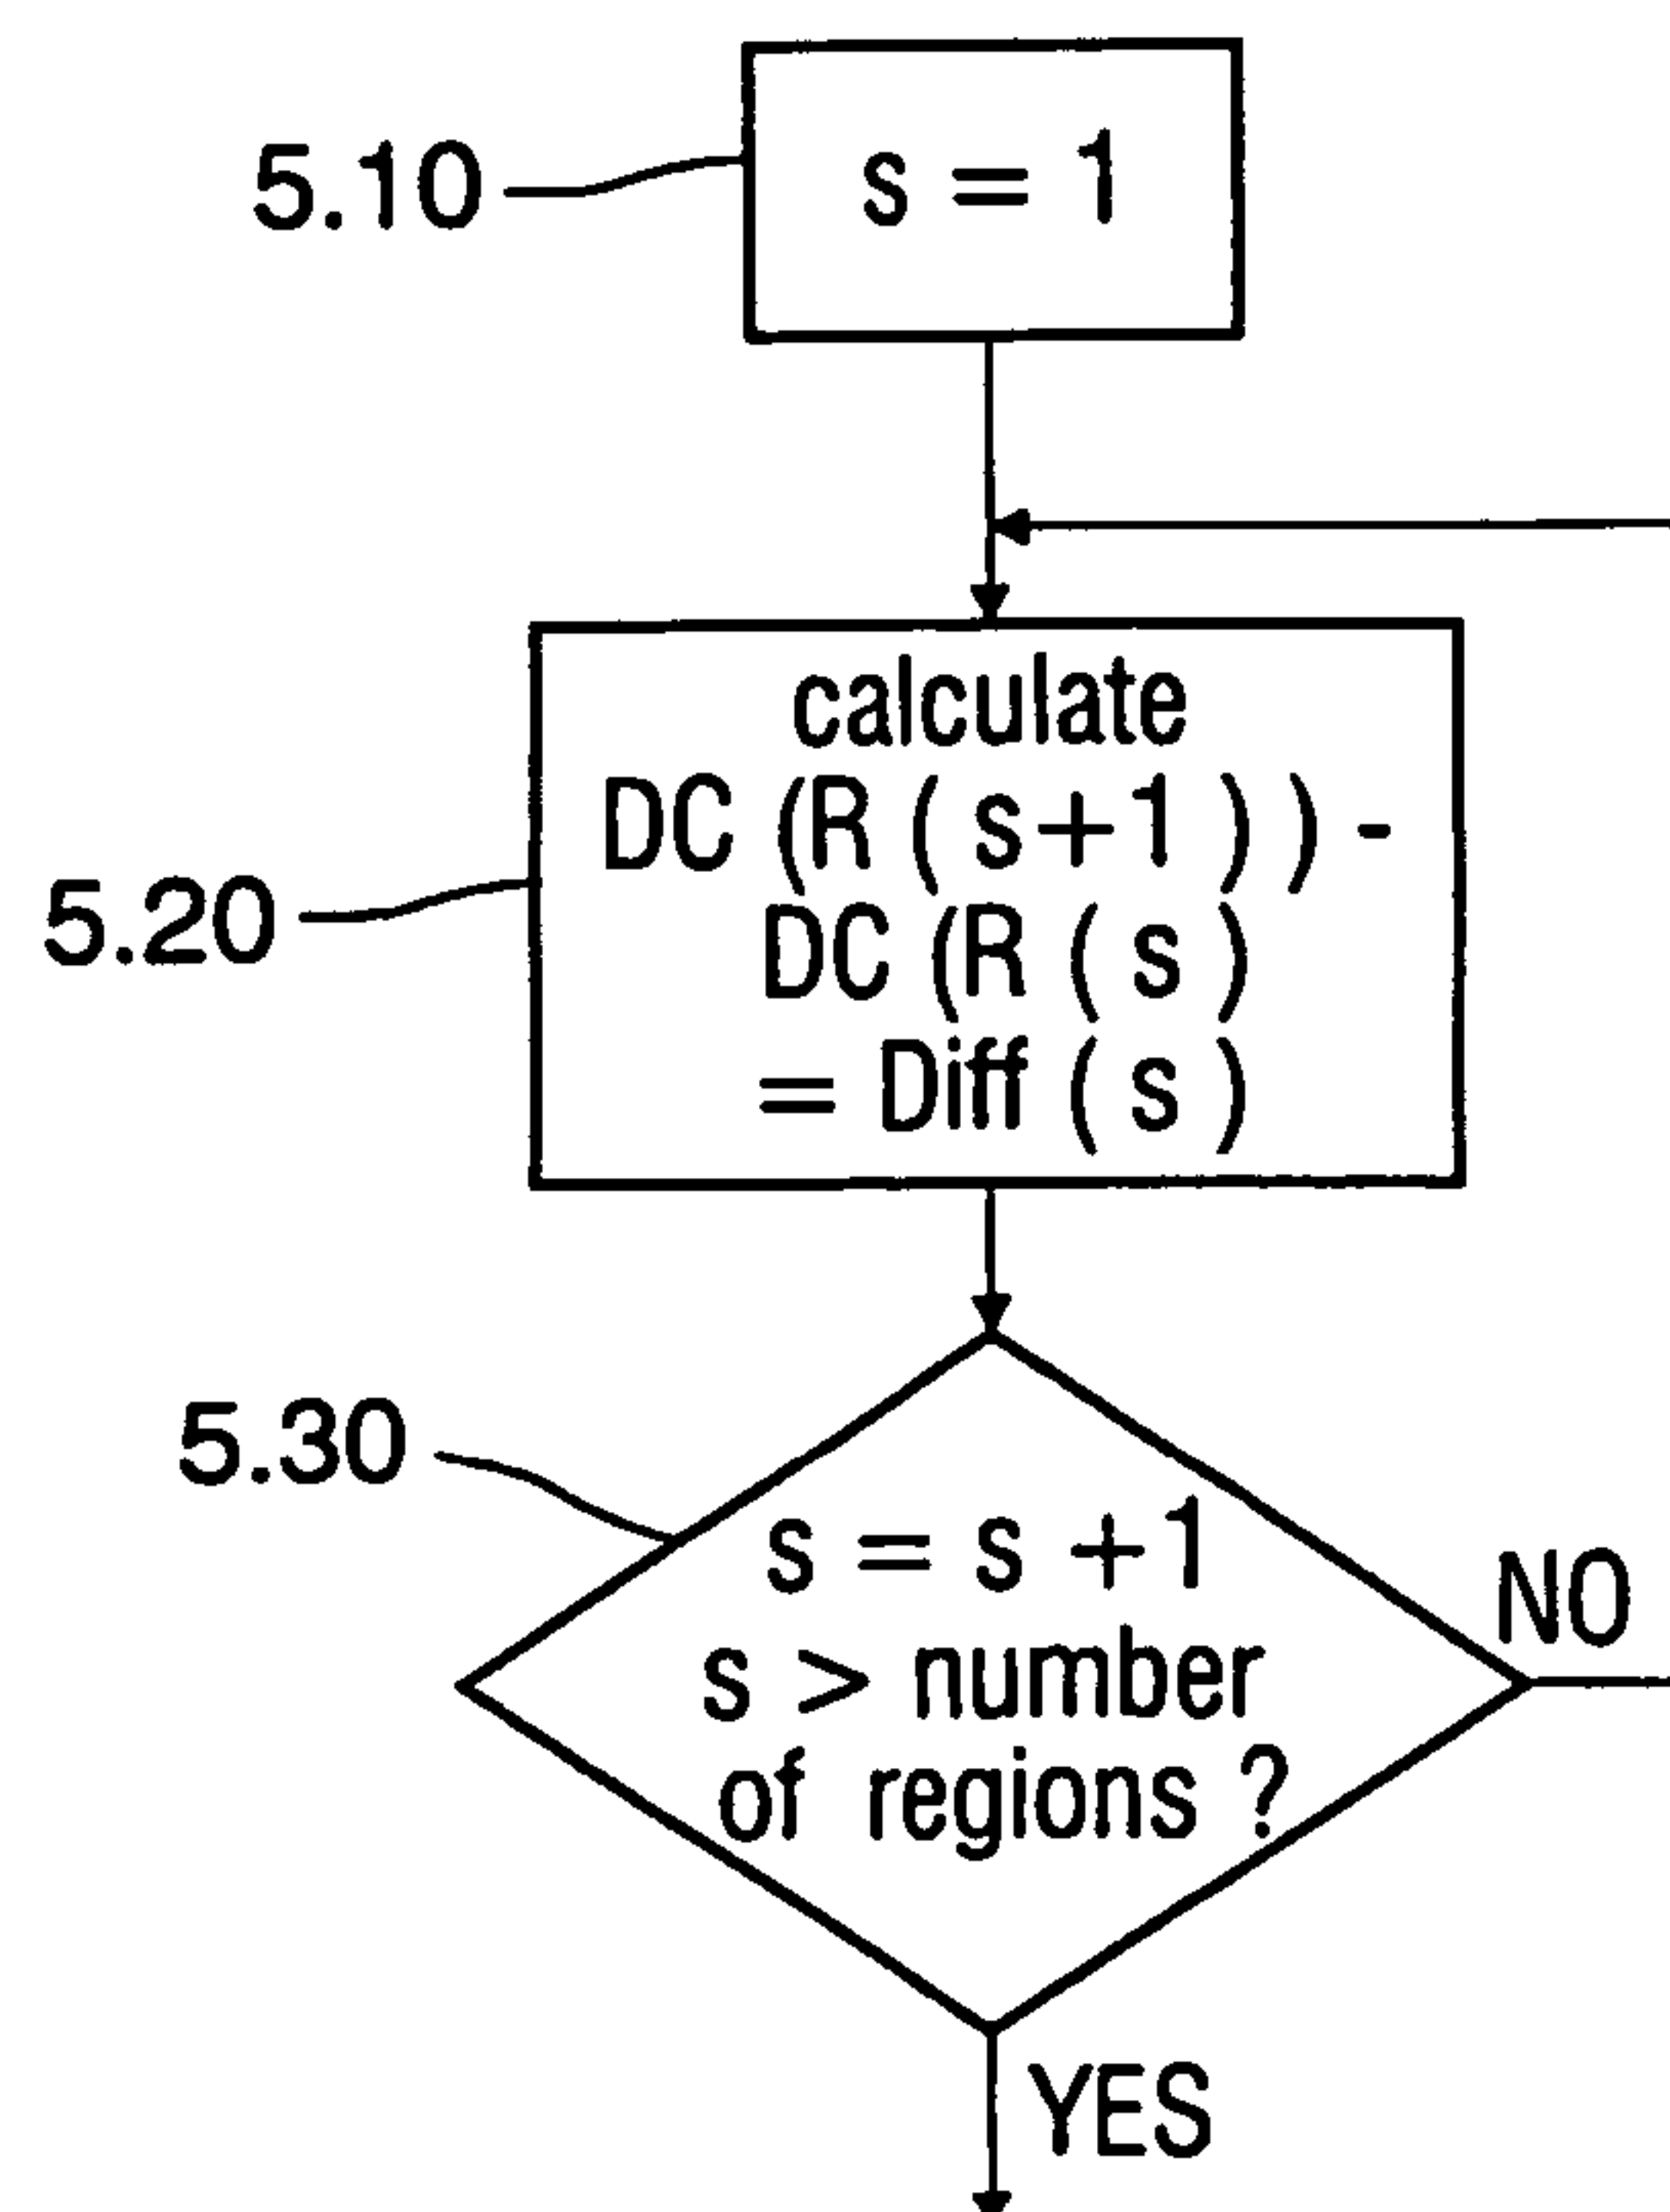 5.10
s = 1
calculate
DC (R ( s+1 ) ) -
5.20
DC (R ( s )
= Diff ( s )
5.30
s = s +1
NO
s > number
of regions ?
YES